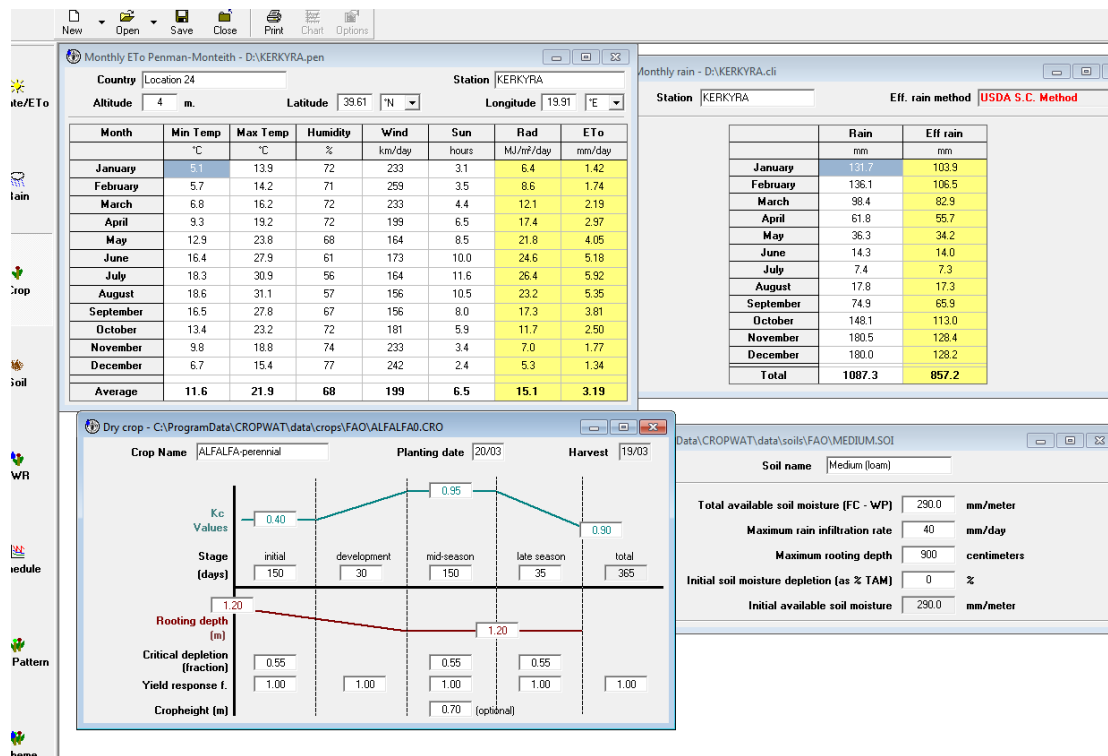 New Open Save Close Print Chart Options
Monthly ETo Penman-Monteith - D:\KERKYRA.pen
Country Location 24 Station KERKYRA
Altitude 4 m. Latitude 39.61 °N Longitude 19.91 °E
Month Min Temp Max Temp Humidity Wind Sun Rad ETo
°C °C % km/day hours MJ/m²/day mm/day
January 5.1 13.9 72 233 3.1 6.4 1.42
February 5.7 14.2 71 259 3.5 8.6 1.74
March 6.8 16.2 72 233 4.4 12.1 2.19
April 9.3 19.2 72 199 6.5 17.4 2.97
May 12.9 23.8 68 164 8.5 21.8 4.05
June 16.4 27.9 61 173 10.0 24.6 5.18
July 18.3 30.9 56 164 11.6 26.4 5.92
August 18.6 31.1 57 156 10.5 23.2 5.35
September 16.5 27.8 67 156 8.0 17.3 3.81
October 13.4 23.2 72 181 5.9 11.7 2.50
November 9.8 18.8 74 233 3.4 7.0 1.77
December 6.7 15.4 77 242 2.4 5.3 1.34
Average 11.6 21.9 68 199 6.5 15.1 3.19
Monthly rain - D:\KERKYRA.cli
Station KERKYRA Eff. rain method USDA S.C. Method
Rain Eff rain
mm mm
January 131.7 103.9
February 136.1 106.5
March 98.4 82.9
April 61.8 55.7
May 36.3 34.2
June 14.3 14.0
July 7.4 7.3
August 17.8 17.3
September 74.9 65.9
October 148.1 113.0
November 180.5 128.4
December 180.0 128.2
Total 1087.3 857.2
Dry crop - C:\ProgramData\CROPWAT\data\crops\FAO\ALFALFA0.CRO
Crop Name ALFALFA-perennial Planting date 20/03 Harvest 19/03
Kc
Values
0.40 0.95 0.90
Stage initial development mid-season late season total
(days) 150 30 150 35 365
1.20 1.20
Rooting depth
(m)
Critical depletion
(fraction) 0.55 0.55 0.55
Yield response f. 1.00 1.00 1.00 1.00 1.00
Cropheight (m) 0.70 (optional)
Data\CROPWAT\data\soils\FAO\MEDIUM.SOI
Soil name Medium (loam)
Total available soil moisture (FC - WP) 290.0 mm/meter
Maximum rain infiltration rate 40 mm/day
Maximum rooting depth 900 centimeters
Initial soil moisture depletion (as % TAM) 0 %
Initial available soil moisture 290.0 mm/meter
ate/ETo
ain
rop
oil
WR
edule
Pattern
heme